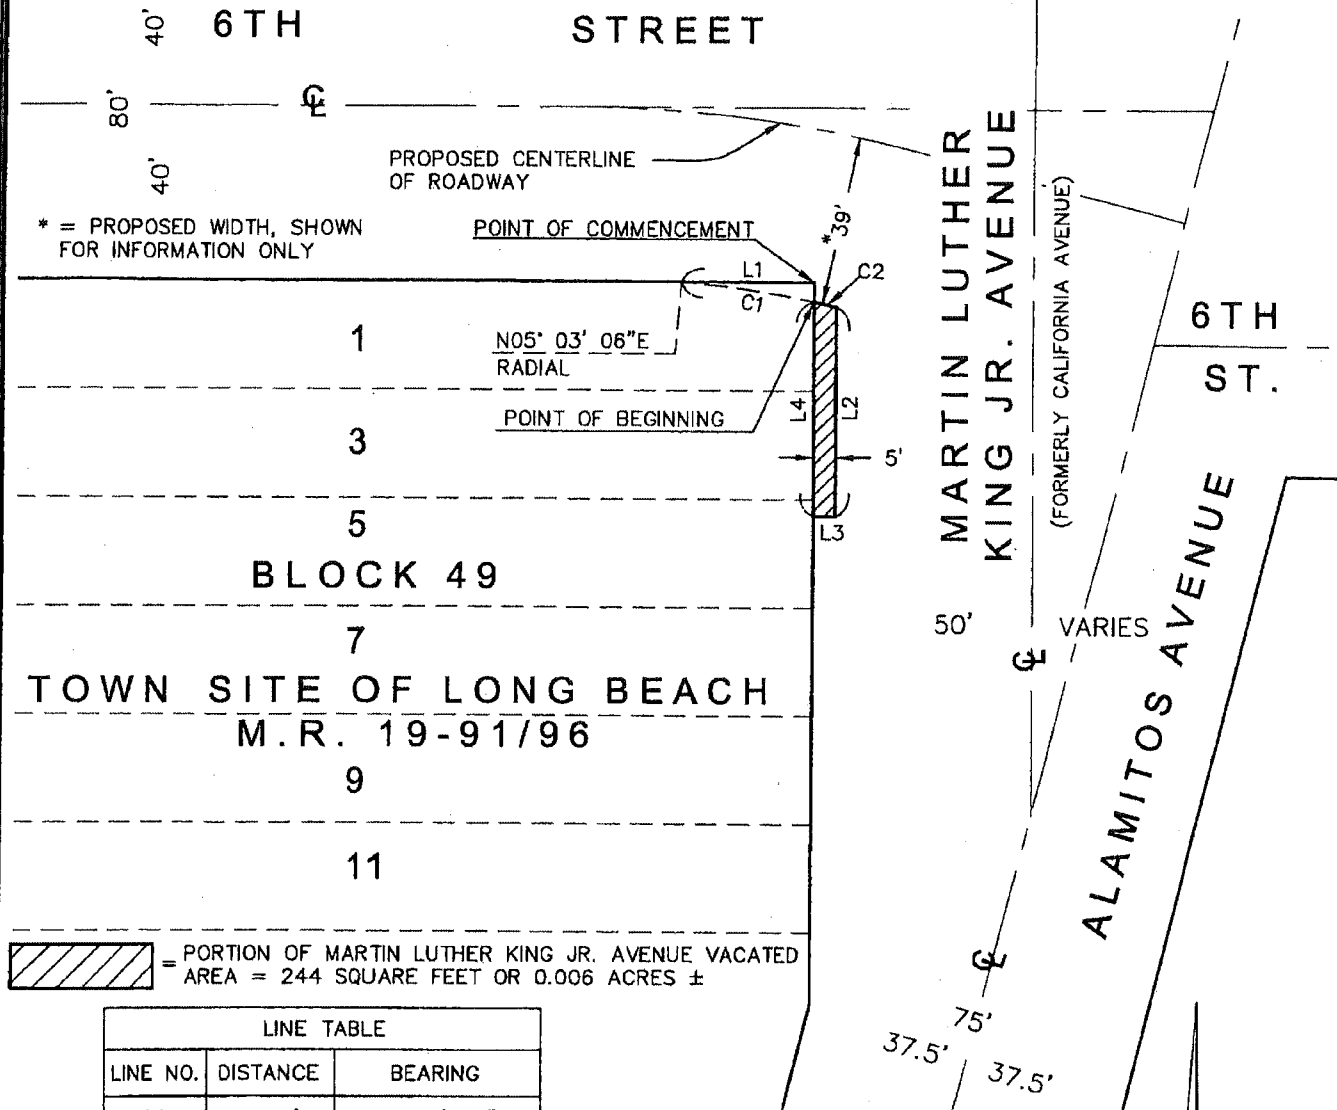 40' 6TH STREET
80' ℄
40'
PROPOSED CENTERLINE
OF ROADWAY
* = PROPOSED WIDTH, SHOWN
FOR INFORMATION ONLY
POINT OF COMMENCEMENT
*39'
L1
C1
C2
N05° 03' 06"E
RADIAL
POINT OF BEGINNING
L4
L2
5'
L3
MARTIN LUTHER
KING JR. AVENUE
(FORMERLY CALIFORNIA AVENUE)
6TH
ST.
1
3
5
BLOCK 49
7
TOWN SITE OF LONG BEACH
M.R. 19-91/96
9
11
50'
VARIES
℄
ALAMITOS AVENUE
℄
75'
37.5'
37.5'
= PORTION OF MARTIN LUTHER KING JR. AVENUE VACATED
AREA = 244 SQUARE FEET OR 0.006 ACRES ±
LINE TABLE
LINE NO. DISTANCE BEARING